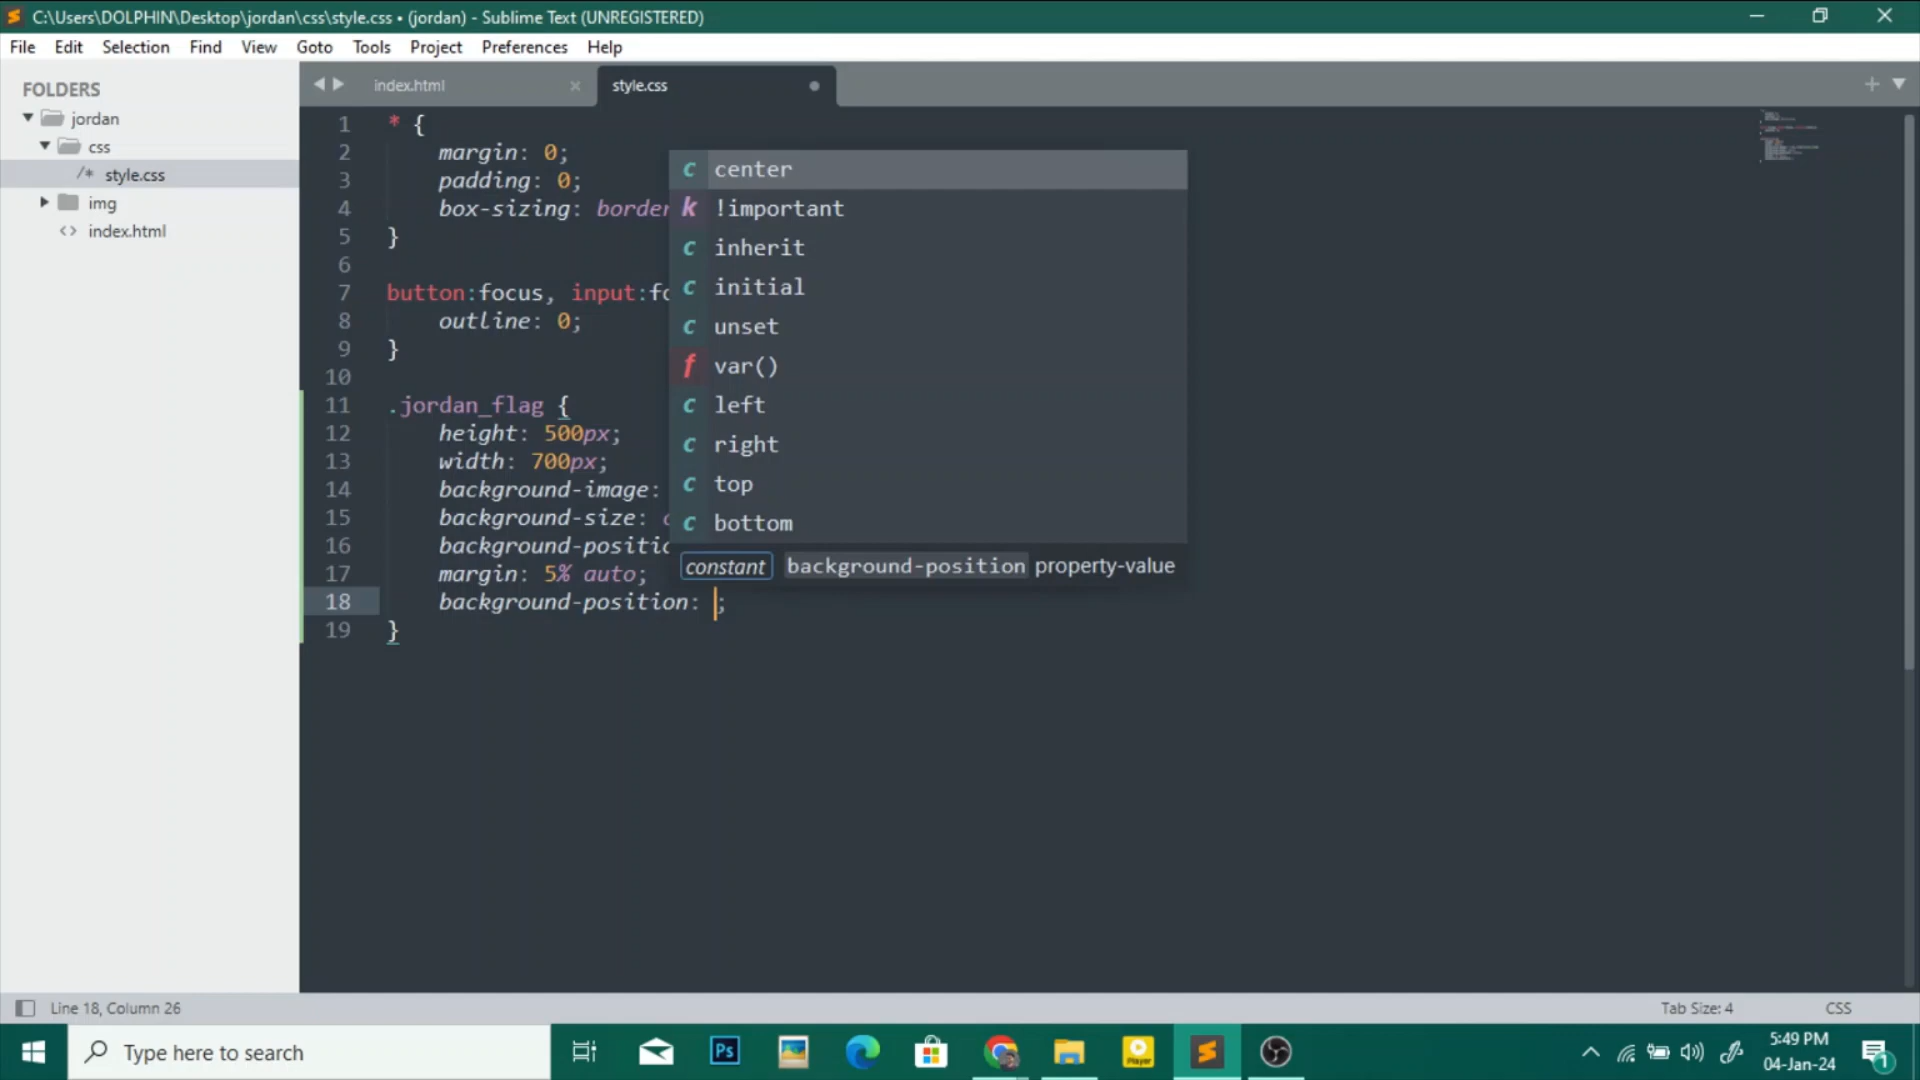 C:\Users\DOLPHIN\Desktop\jordan\css\style.css • (jordan) - Sublime Text (UNREGISTERED)
File Edit Selection Find View Goto Tools Project Preferences Help
FOLDERS
jordan
css
/* style.css
img
<> index.html
index.html
style.css
1 * {
2 margin: 0;
3 padding: 0;
4 box-sizing: border
5 }
6
7 button:focus, input:fo
8 outline: 0;
9 }
10
11 .jordan_flag {
12 height: 500px;
13 width: 700px;
14 background-image:
15 background-size: c
16 background-positio
17 margin: 5% auto;
18 background-position: ;
19 }
c center
k !important
c inherit
c initial
c unset
f var()
c left
c right
c top
c bottom
constant background-position property-value
Line 18, Column 26
Tab Size: 4
CSS
Type here to search
Ps
Player
5:49 PM
04-Jan-24
1